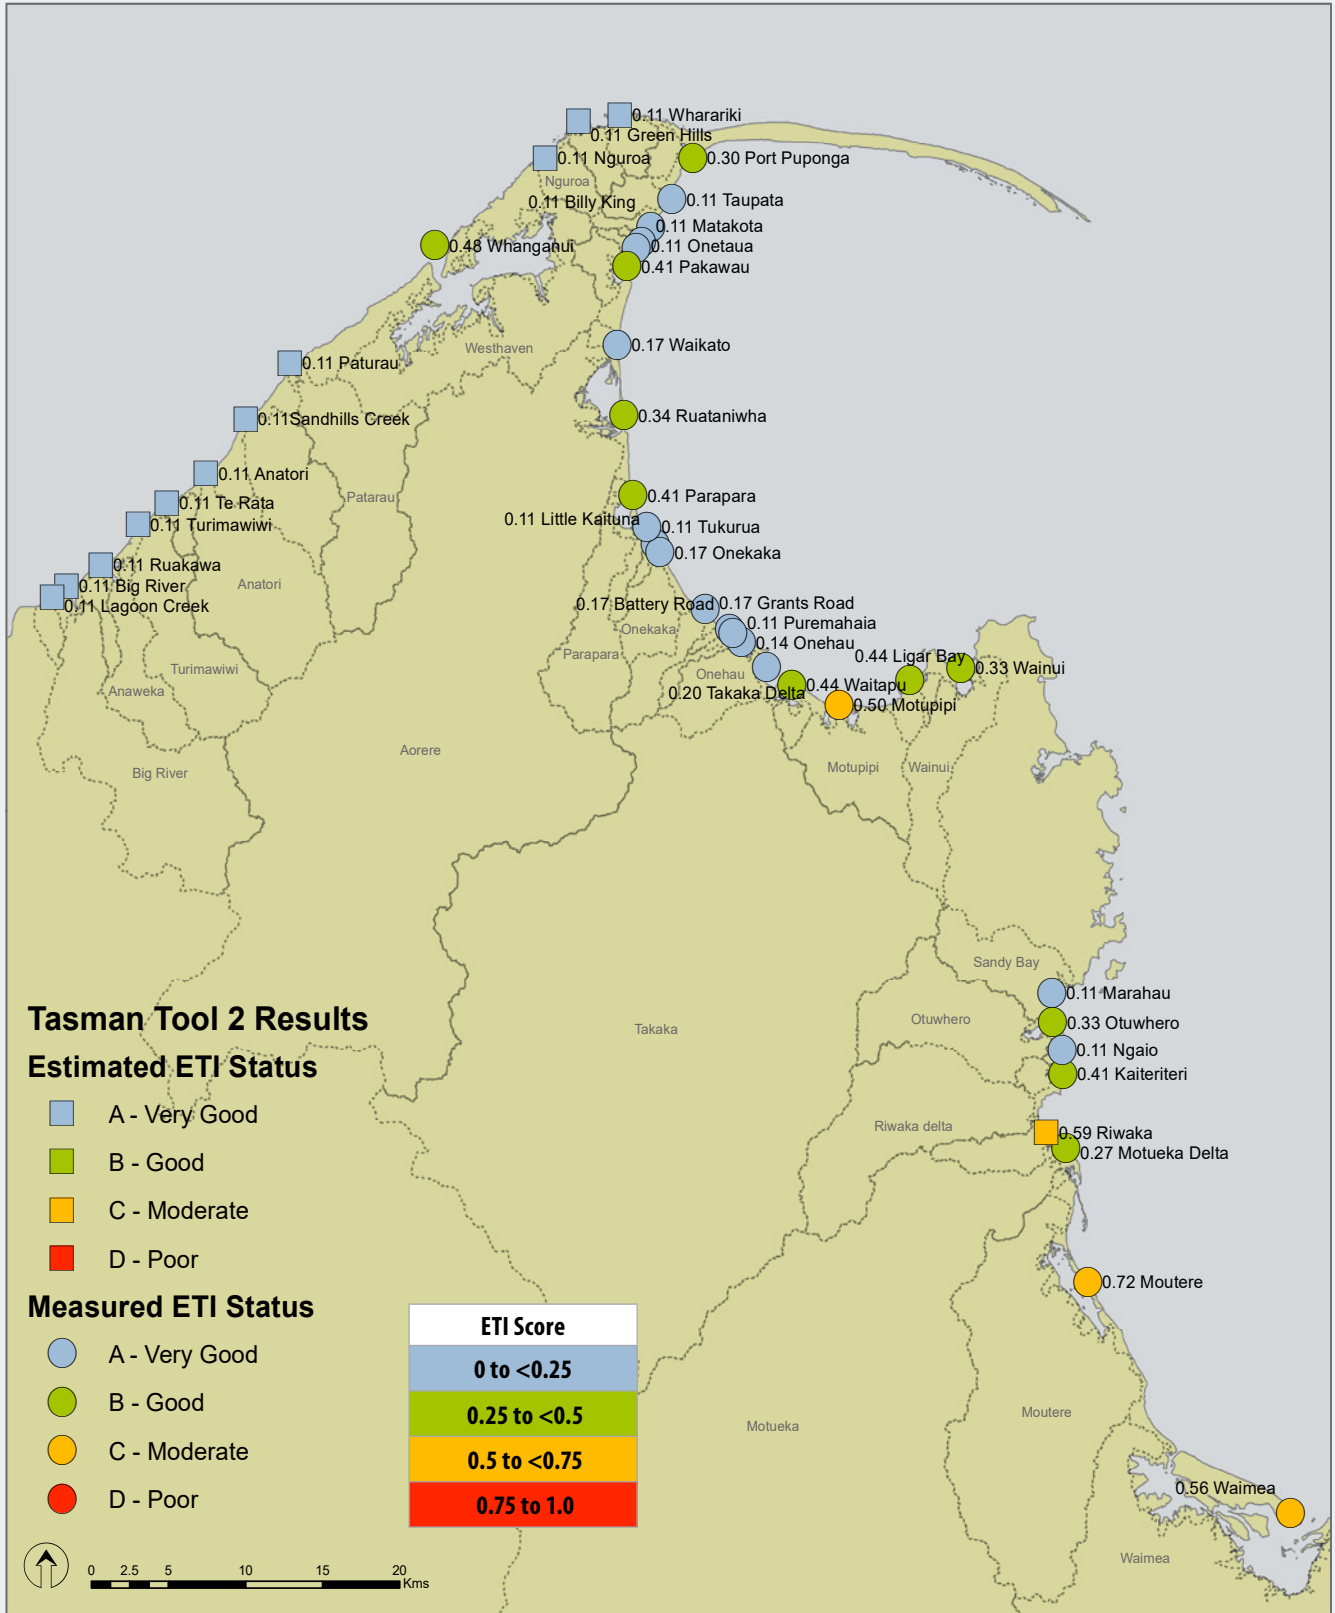 0.11 Wharariki
0.11 Green Hills
0.11 Nguroa
0.30 Port Puponga
Nguroa
0.11 Billy King
0.11 Taupata
0.11 Matakota
0.48 Whanganui
0.11 Onetaua
0.41 Pakawau
0.17 Waikato
Westhaven
0.11 Paturau
0.34 Ruataniwha
0.11Sandhills Creek
0.11 Anatori
Patarau
0.41 Parapara
0.11 Te Rata
0.11 Little Kaituna
0.11 Turimawiwi
0.11 Tukurua
0.17 Onekaka
0.11 Ruakawa
0.11 Big River
Anatori
0.11 Lagoon Creek
0.17 Battery Road
0.17 Grants Road
0.11 Puremahaia
Onekaka
0.14 Onehau
Parapara
0.44 Ligar Bay
0.33 Wainui
Turimawiwi
Onehau
0.44 Waitapu
Anaweka
0.20 Takaka Delta
0.50 Motupipi
Aorere
Big River
Motupipi
Wainui
Sandy Bay
0.11 Marahau
Tasman Tool 2 Results
Otuwhero
0.33 Otuwhero
Takaka
0.11 Ngaio
Estimated ETI Status
0.41 Kaiteriteri
A - Very Good
Riwaka delta
0.59 Riwaka
0.27 Motueka Delta
B - Good
C - Moderate
D - Poor
0.72 Moutere
Measured ETI Status
ETI Score
A - Very Good
0 to <0.25
B - Good
0.25 to <0.5
Moutere
Motueka
C - Moderate
0.5 to <0.75
0.56 Waimea
D - Poor
0.75 to 1.0
Waimea
0 2.5 5 10 15 20
Kms